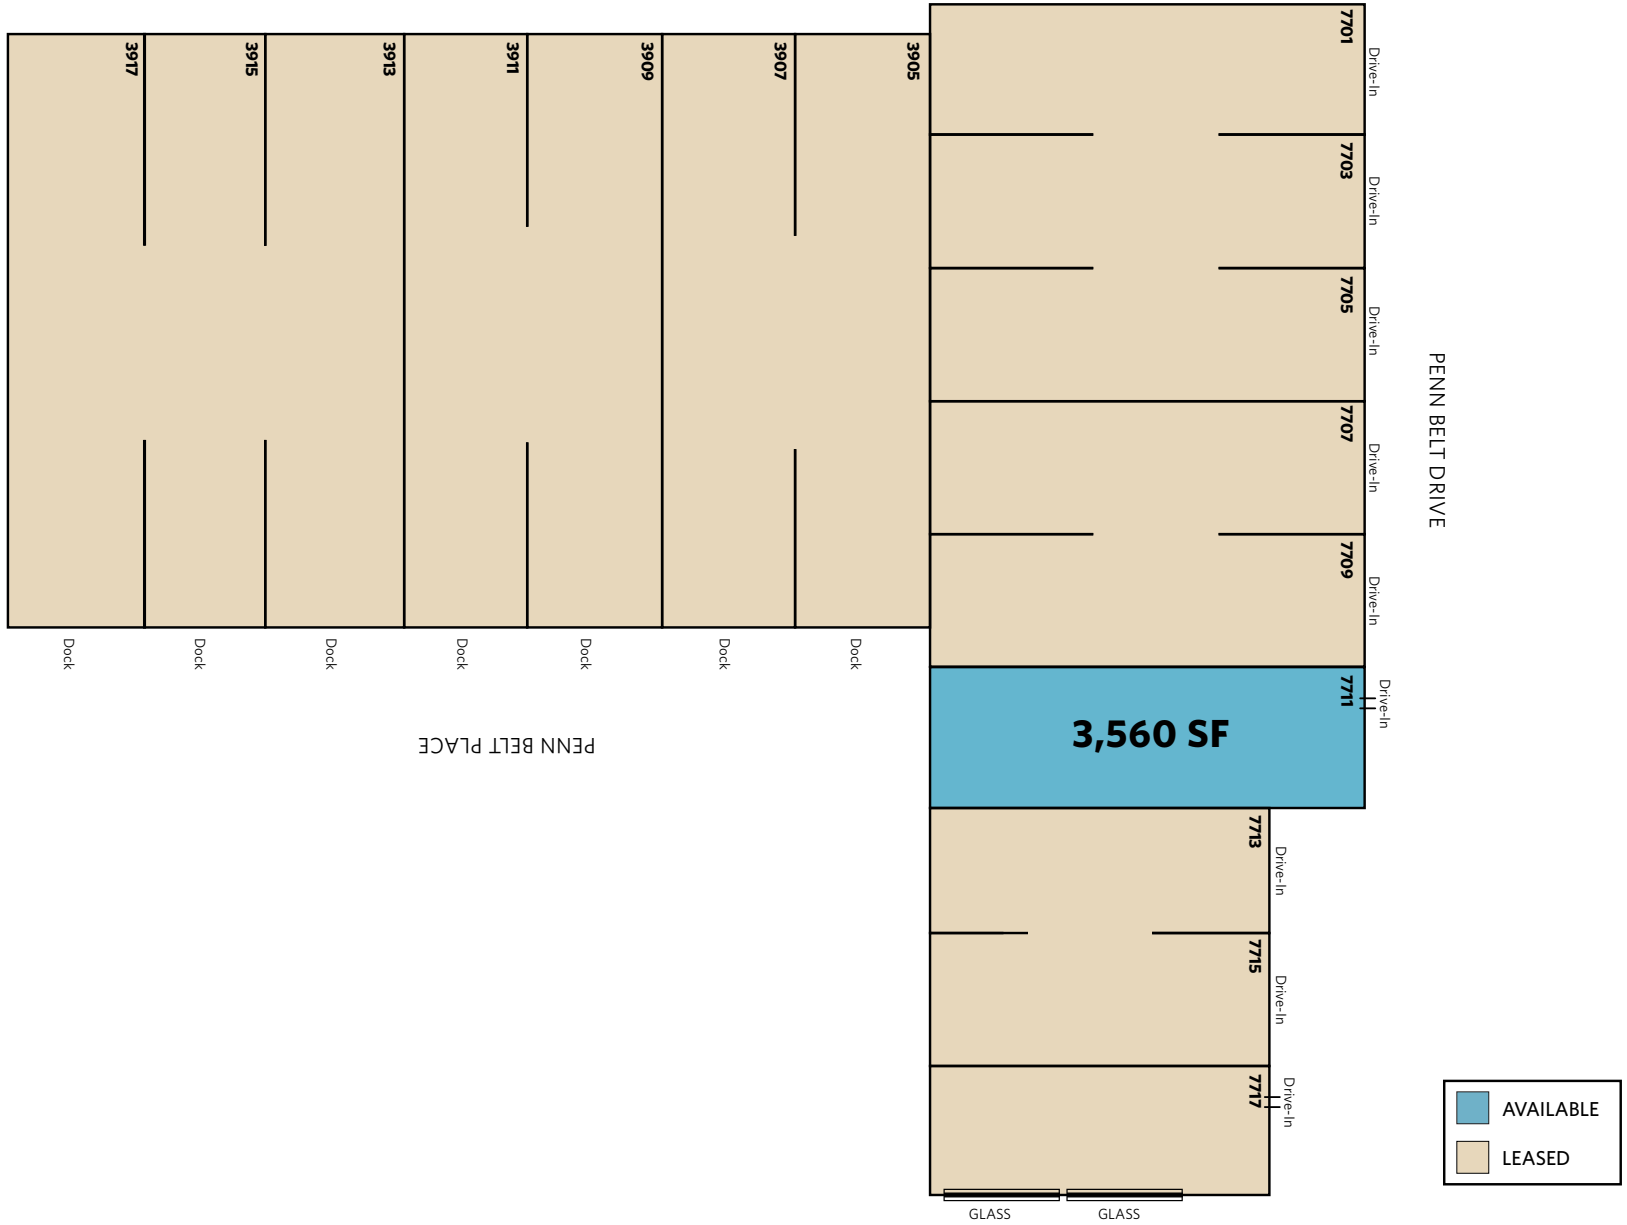 3917
3915
3913
3911
3909
3907
3905
7701
Drive-In
7703
Drive-In
7705
Drive-In
7707
Drive-In
7709
Drive-In
PENN BELT DRIVE
Dock
Dock
Dock
Dock
Dock
Dock
Dock
7711
Drive-In
3,560 SF
PENN BELT PLACE
7713
Drive-In
7715
Drive-In
7717
Drive-In
GLASS
GLASS
AVAILABLE
LEASED